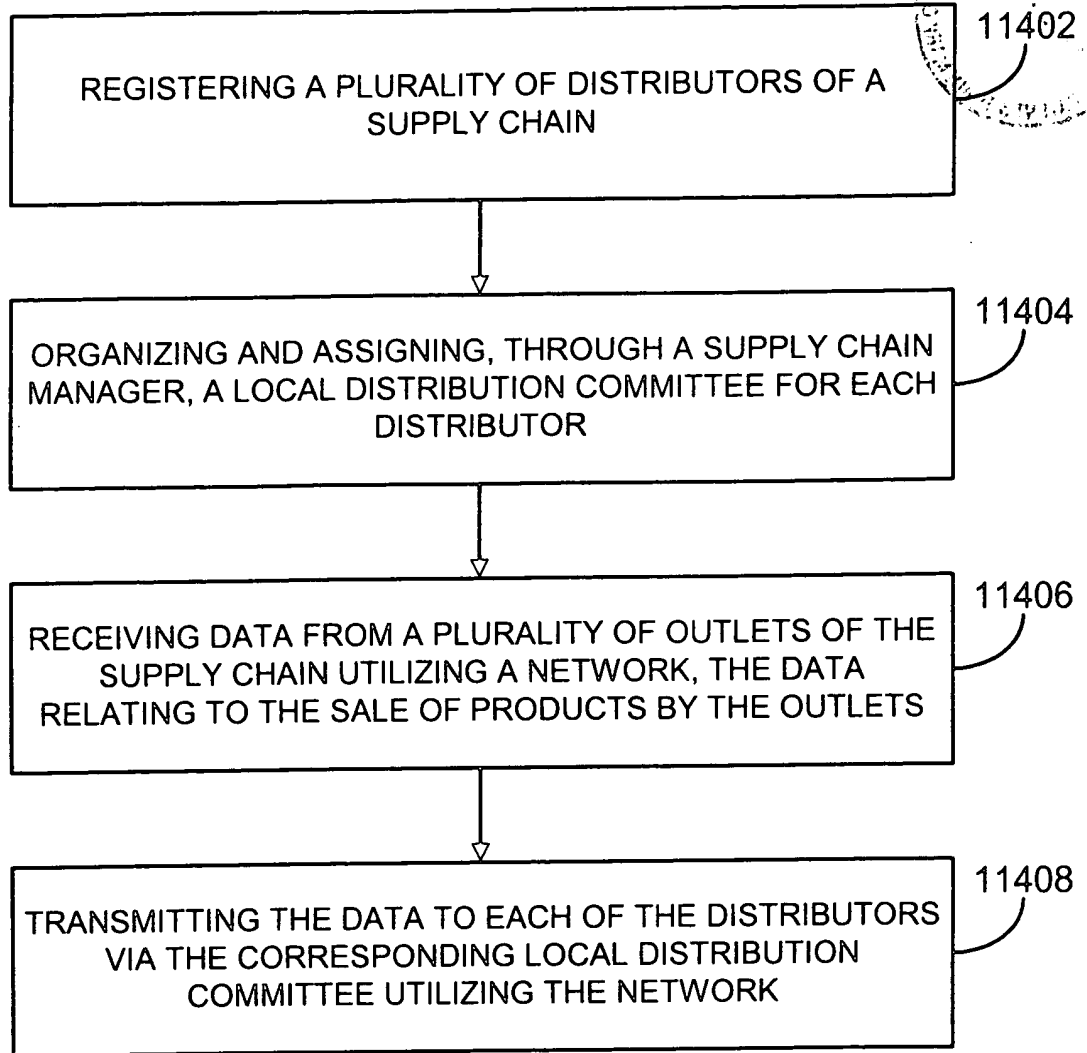 11402
REGISTERING A PLURALITY OF DISTRIBUTORS OF A
SUPPLY CHAIN
11404
ORGANIZING AND ASSIGNING, THROUGH A SUPPLY CHAIN
MANAGER, A LOCAL DISTRIBUTION COMMITTEE FOR EACH
DISTRIBUTOR
11406
RECEIVING DATA FROM A PLURALITY OF OUTLETS OF THE
SUPPLY CHAIN UTILIZING A NETWORK, THE DATA
RELATING TO THE SALE OF PRODUCTS BY THE OUTLETS
11408
TRANSMITTING THE DATA TO EACH OF THE DISTRIBUTORS
VIA THE CORRESPONDING LOCAL DISTRIBUTION
COMMITTEE UTILIZING THE NETWORK